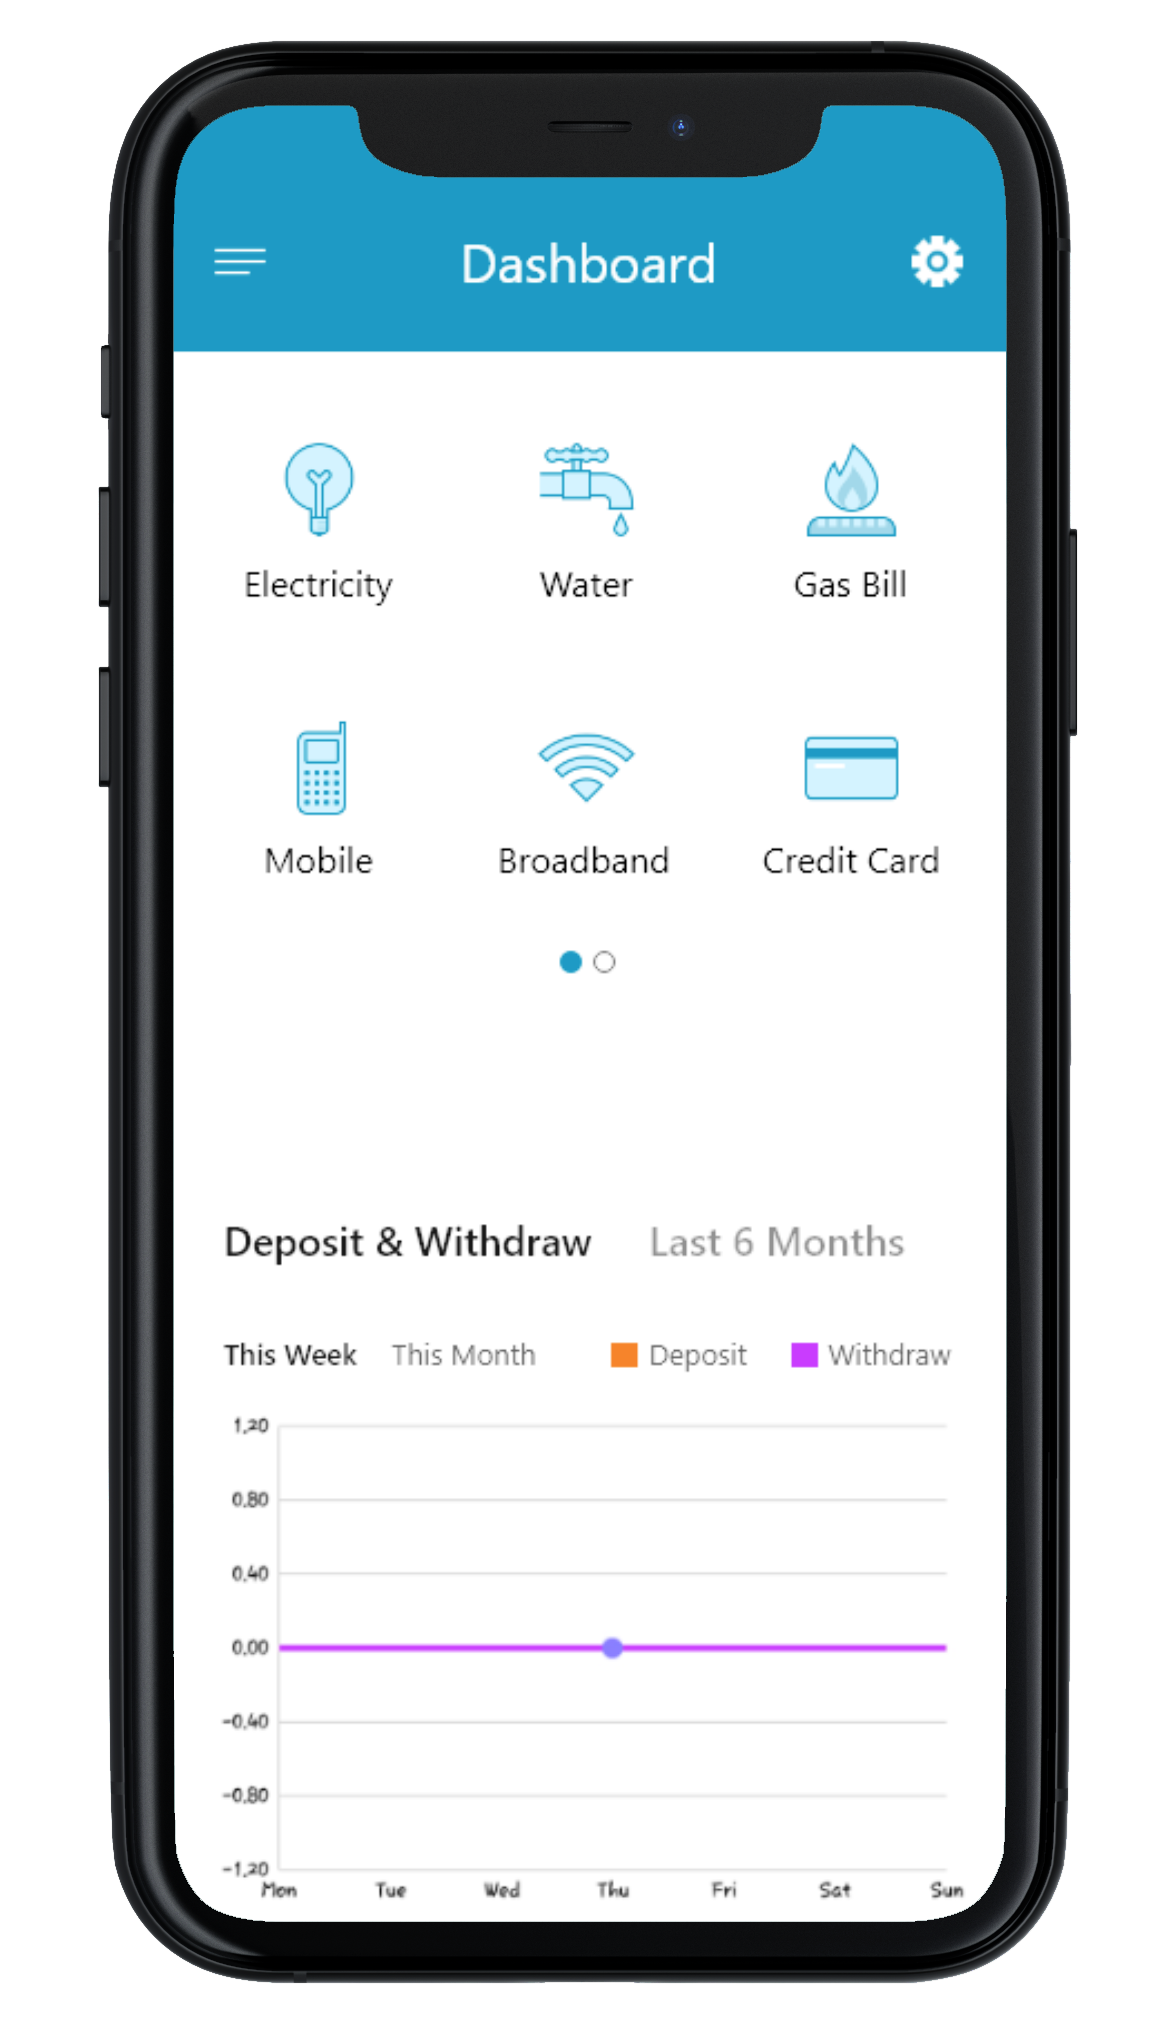 Dashboard
Electricity Water Gas Bill
Mobile Broadband Credit Card
Deposit & Withdraw Last 6 Months
This Week This Month Deposit Withdraw
1.20
0.80
0.40
0.00
-0.40
-0.80
-1.20
Mon Tue Wed Thu Fri Sat Sun